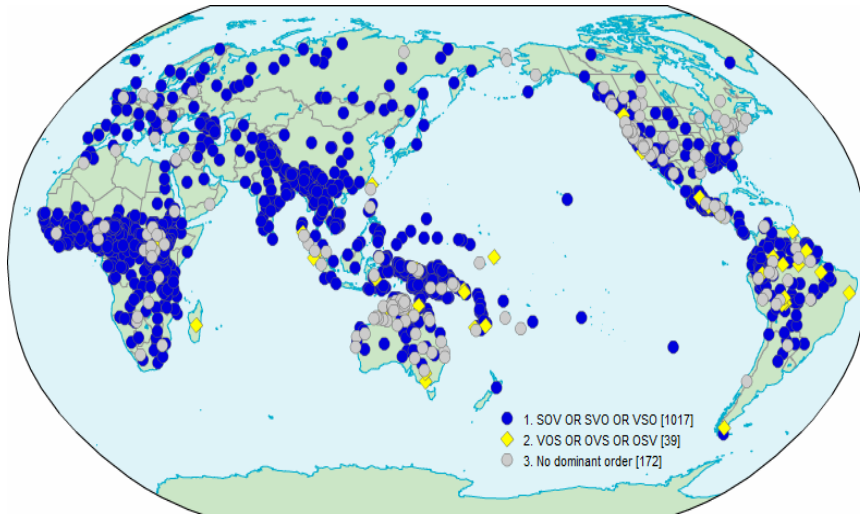 1. SOV OR SVO OR VSO [1017]
2. VOS OR OVS OR OSV [39]
3. No dominant order [172]